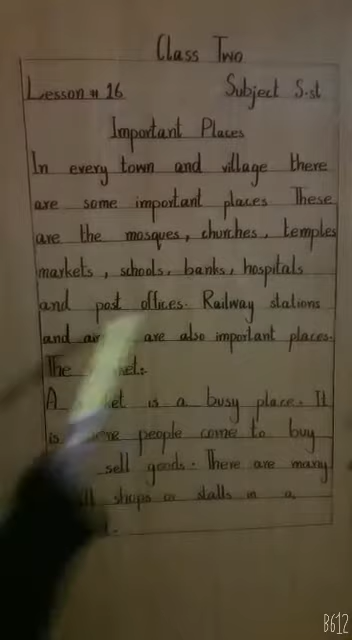 Class Two
Lesson # 16 Subject S.st
Important Places
In every town and village there
are some important places These
are the mosques, churches, temples
markets, schools, banks, hospitals
and post offices. Railway stations
and are also important places.
The
A is a busy place. It
is people come to buy
sell goods. There are many
shops or stalls in a
B612